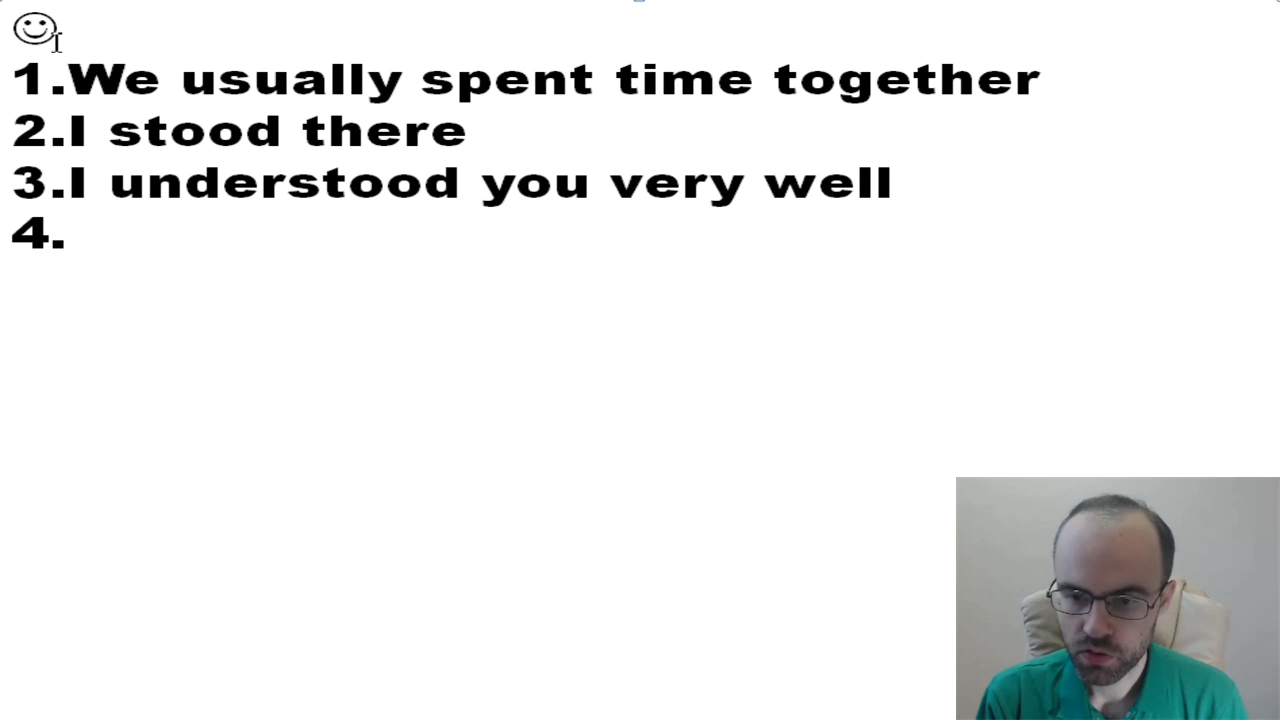 1.We usually spent time together
2.I stood there
3.I understood you very well
4.